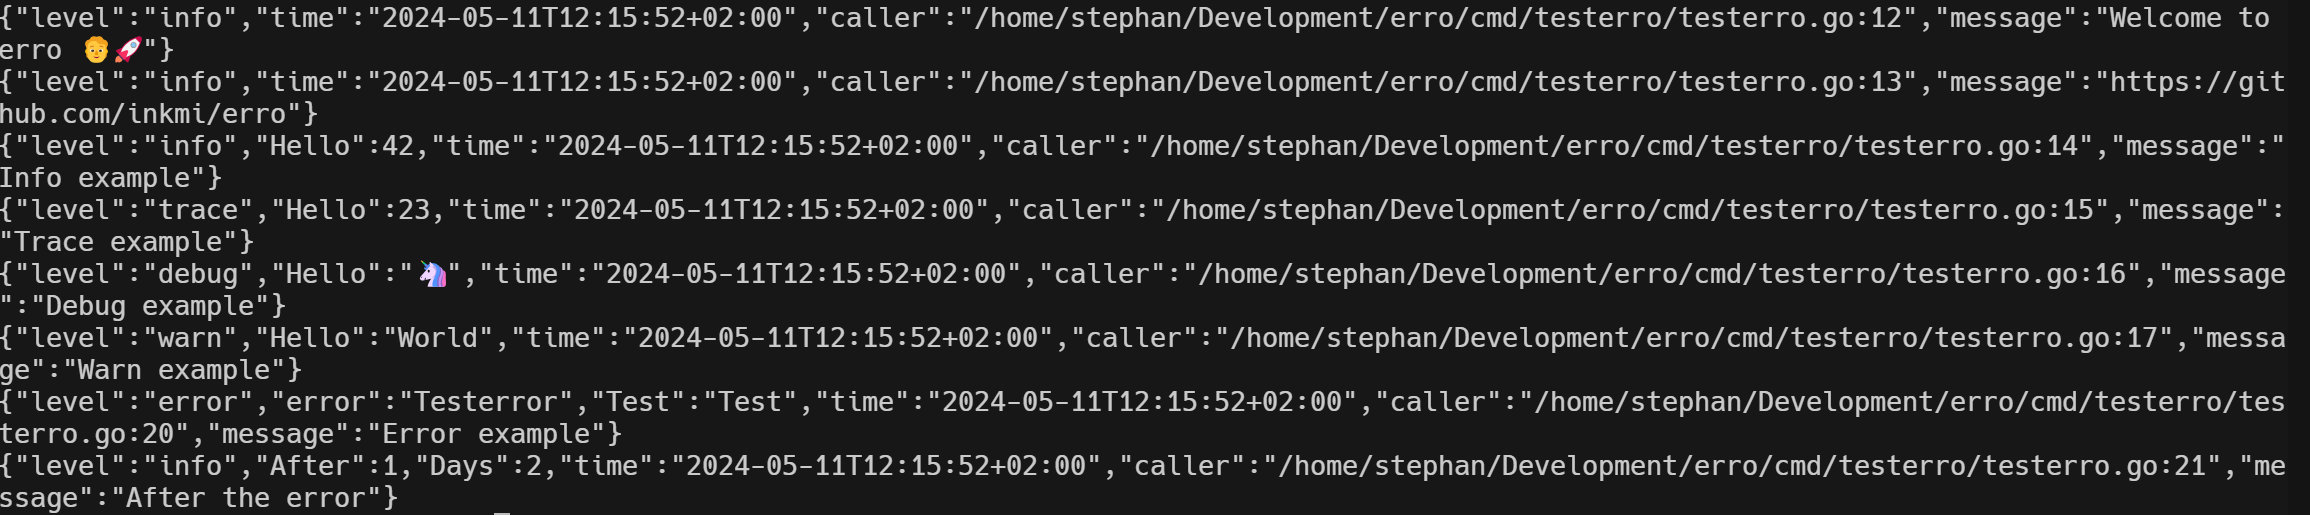 {"level":"info","time":"2024-05-11T12:15:52+02:00","caller":"/home/stephan/Development/erro/cmd/testerro/testerro.go:12","message":"Welcome to
erro 👨‍🦱🚀"}
{"level":"info","time":"2024-05-11T12:15:52+02:00","caller":"/home/stephan/Development/erro/cmd/testerro/testerro.go:13","message":"https://git
hub.com/inkmi/erro"}
{"level":"info","Hello":42,"time":"2024-05-11T12:15:52+02:00","caller":"/home/stephan/Development/erro/cmd/testerro/testerro.go:14","message":"
Info example"}
{"level":"trace","Hello":23,"time":"2024-05-11T12:15:52+02:00","caller":"/home/stephan/Development/erro/cmd/testerro/testerro.go:15","message":
"Trace example"}
{"level":"debug","Hello":"🦄","time":"2024-05-11T12:15:52+02:00","caller":"/home/stephan/Development/erro/cmd/testerro/testerro.go:16","message
":"Debug example"}
{"level":"warn","Hello":"World","time":"2024-05-11T12:15:52+02:00","caller":"/home/stephan/Development/erro/cmd/testerro/testerro.go:17","messa
ge":"Warn example"}
{"level":"error","error":"Testerror","Test":"Test","time":"2024-05-11T12:15:52+02:00","caller":"/home/stephan/Development/erro/cmd/testerro/tes
terro.go:20","message":"Error example"}
{"level":"info","After":1,"Days":2,"time":"2024-05-11T12:15:52+02:00","caller":"/home/stephan/Development/erro/cmd/testerro/testerro.go:21","me
ssage":"After the error"}